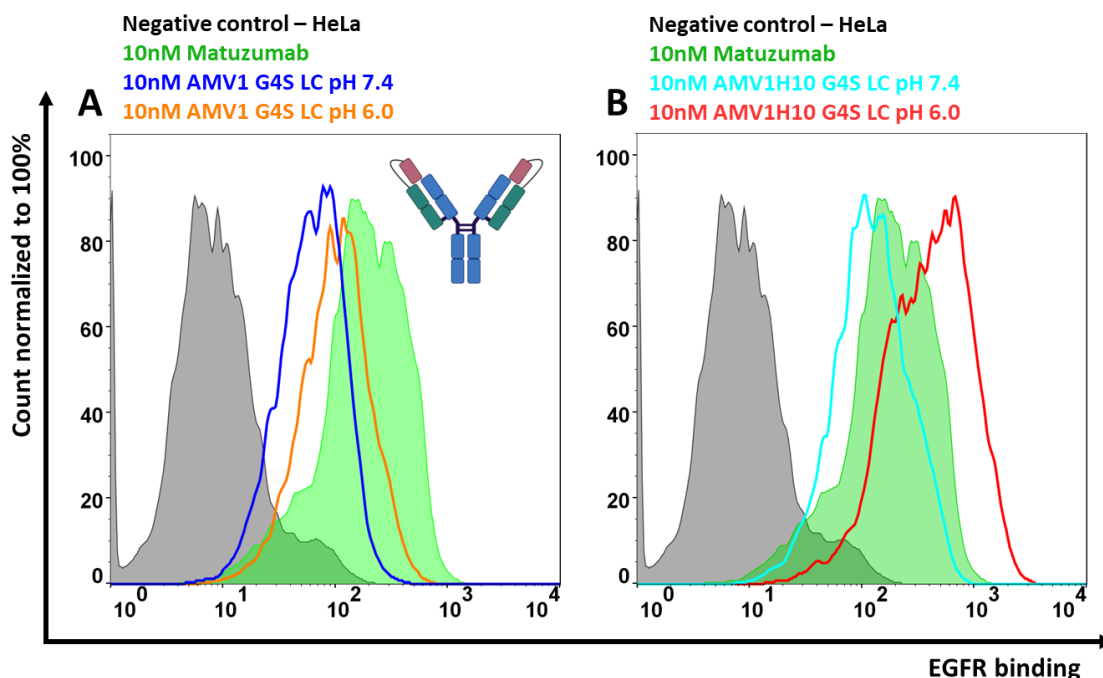 Negative control – HeLa
10nM Matuzumab
10nM AMV1 G4S LC pH 7.4
10nM AMV1 G4S LC pH 6.0
Negative control – HeLa
10nM Matuzumab
10nM AMV1H10 G4S LC pH 7.4
10nM AMV1H10 G4S LC pH 6.0
A
B
Count normalized to 100%
100
80
60
40
20
0
10^0 10^1 10^2 10^3 10^4
100
80
60
40
20
0
10^0 10^1 10^2 10^3 10^4
EGFR binding